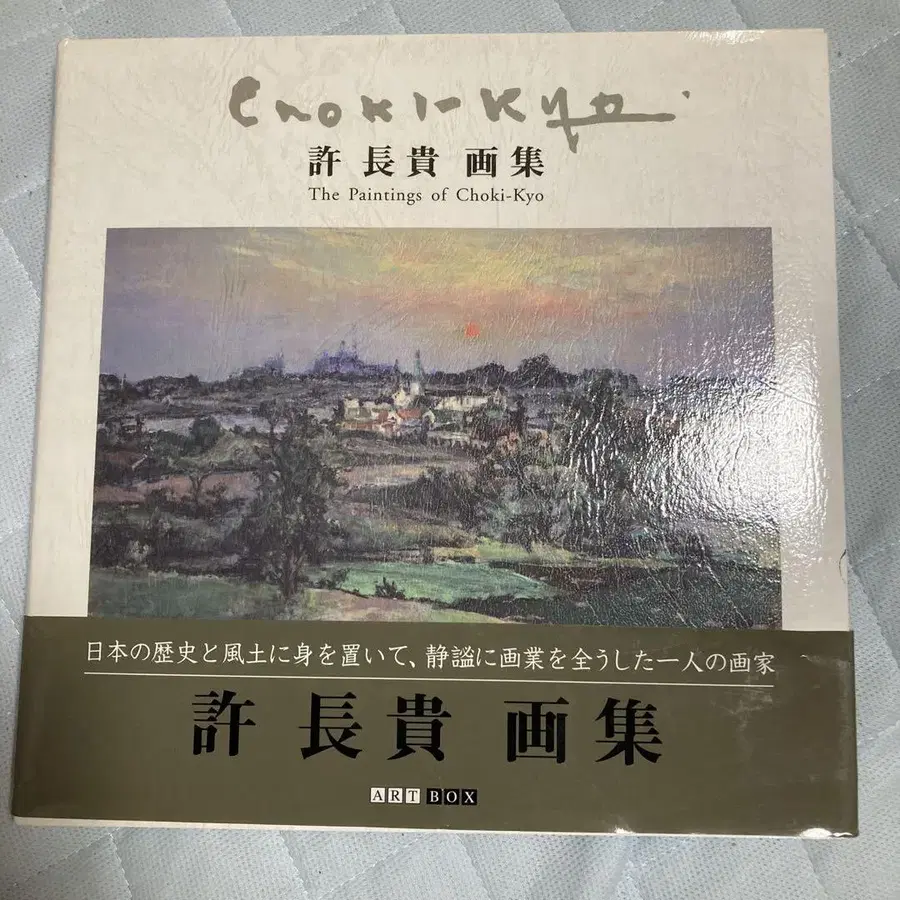 Choki-Kyo.
許 長貴 画集
The Paintings of Choki-Kyo
日本の歴史と風土に身を置いて、静謐に画業を全うした一人の画家
許 長貴 画集
ART BOX